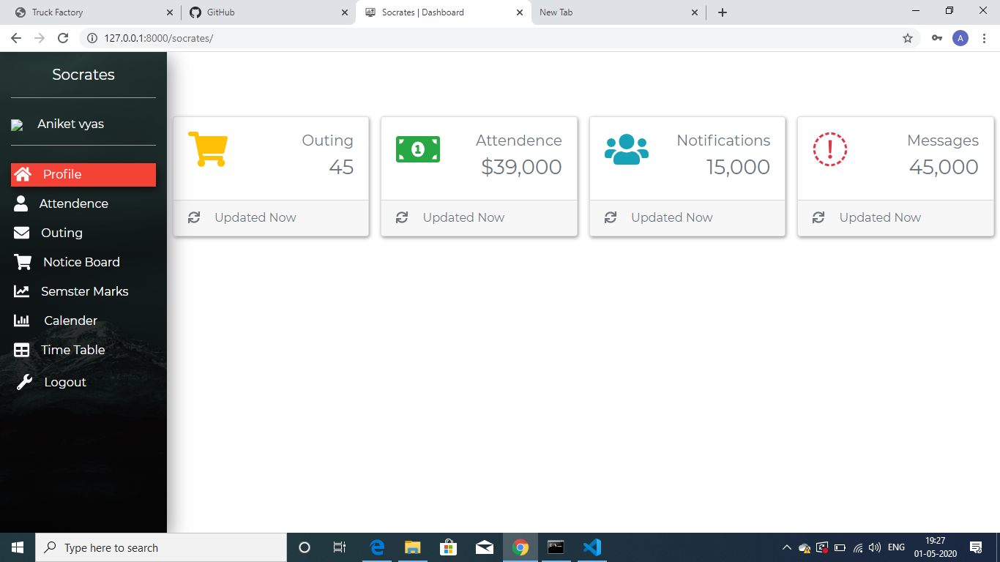 Truck Factory
GitHub
Socrates | Dashboard
New Tab
127.0.0.1:8000/socrates/
A
Socrates
Aniket vyas
Profile
Attendence
Outing
Notice Board
Semster Marks
Calender
Time Table
Logout
Outing
45
Updated Now
1
Attendence
$39,000
Updated Now
Notifications
15,000
Updated Now
Messages
45,000
Updated Now
Type here to search
ENG
19:27
01-05-2020